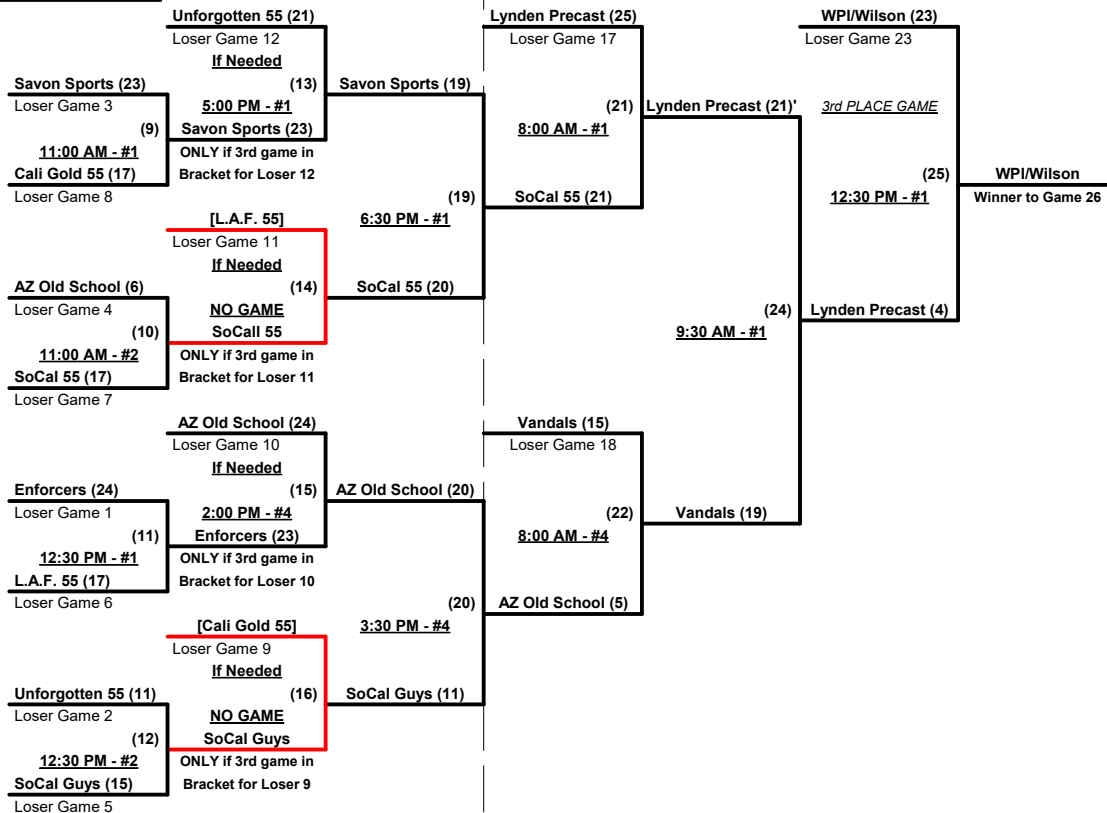 Unforgotten 55 (21)
Loser Game 12
If Needed
(13)
5:00 PM - #1
Savon Sports (23)
Loser Game 3
(9)
11:00 AM - #1
Cali Gold 55 (17)
Loser Game 8
Savon Sports (23)
ONLY if 3rd game in
Bracket for Loser 12
Savon Sports (19)
[L.A.F. 55]
Loser Game 11
If Needed
(14)
NO GAME
SoCall 55
ONLY if 3rd game in
Bracket for Loser 11
AZ Old School (6)
Loser Game 4
(10)
11:00 AM - #2
SoCal 55 (17)
Loser Game 7
SoCal 55 (20)
(19)
6:30 PM - #1
AZ Old School (24)
Loser Game 10
If Needed
(15)
2:00 PM - #4
Enforcers (23)
ONLY if 3rd game in
Bracket for Loser 10
Enforcers (24)
Loser Game 1
(11)
12:30 PM - #1
L.A.F. 55 (17)
Loser Game 6
AZ Old School (20)
[Cali Gold 55]
Loser Game 9
If Needed
(16)
NO GAME
SoCal Guys
ONLY if 3rd game in
Bracket for Loser 9
Unforgotten 55 (11)
Loser Game 2
(12)
12:30 PM - #2
SoCal Guys (15)
Loser Game 5
SoCal Guys (11)
(20)
3:30 PM - #4
Lynden Precast (25)
Loser Game 17
(21)
8:00 AM - #1
SoCal 55 (21)
Lynden Precast (21)'
Vandals (15)
Loser Game 18
(22)
8:00 AM - #4
AZ Old School (5)
Vandals (19)
(24)
9:30 AM - #1
WPI/Wilson (23)
Loser Game 23
3rd PLACE GAME
(25)
12:30 PM - #1
Lynden Precast (4)
WPI/Wilson
Winner to Game 26